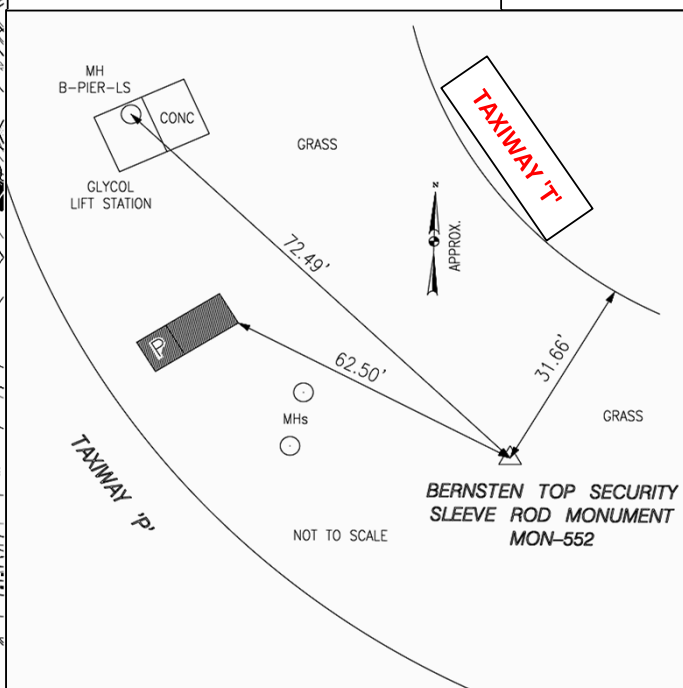 MH
B-PIER-LS
CONC
GLYCOL
LIFT STATION
GRASS
TAXIWAY 'T'
N
APPROX.
72.49'
62.50'
31.66'
P
MHs
GRASS
TAXIWAY 'P'
BERNSTEN TOP SECURITY
SLEEVE ROD MONUMENT
MON-552
NOT TO SCALE